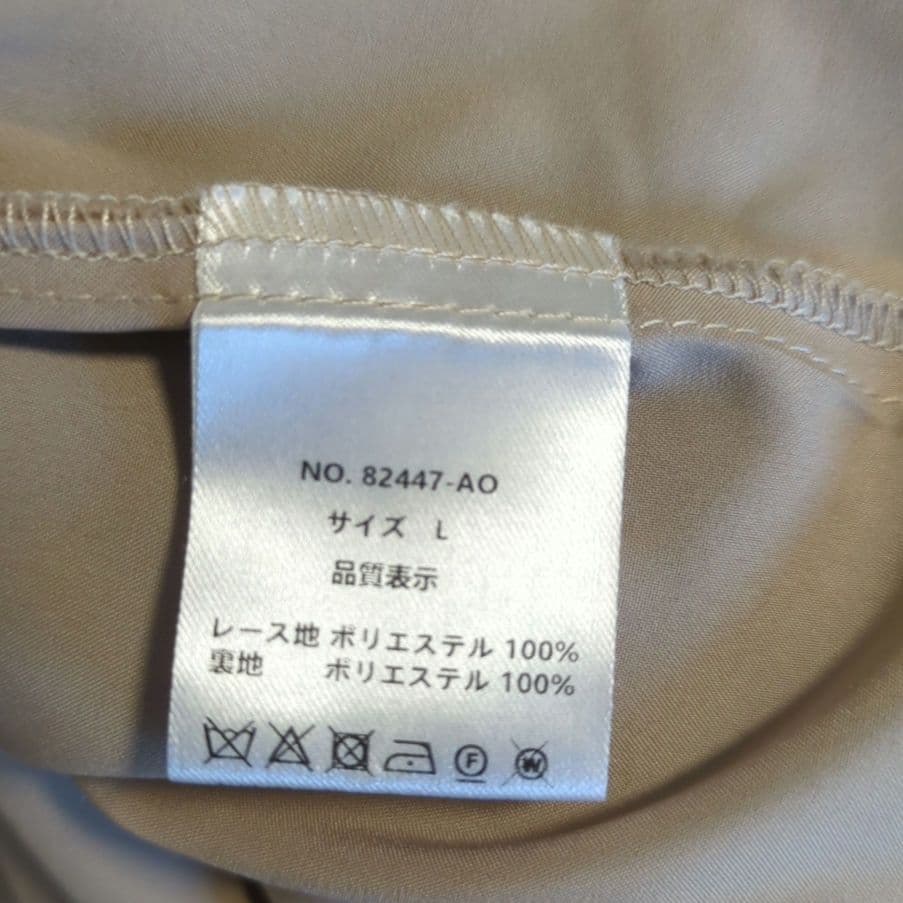 NO. 82447-AO
サイズ L
品質表示
レース地 ポリエステル 100%
裏地 ポリエステル 100%
F W